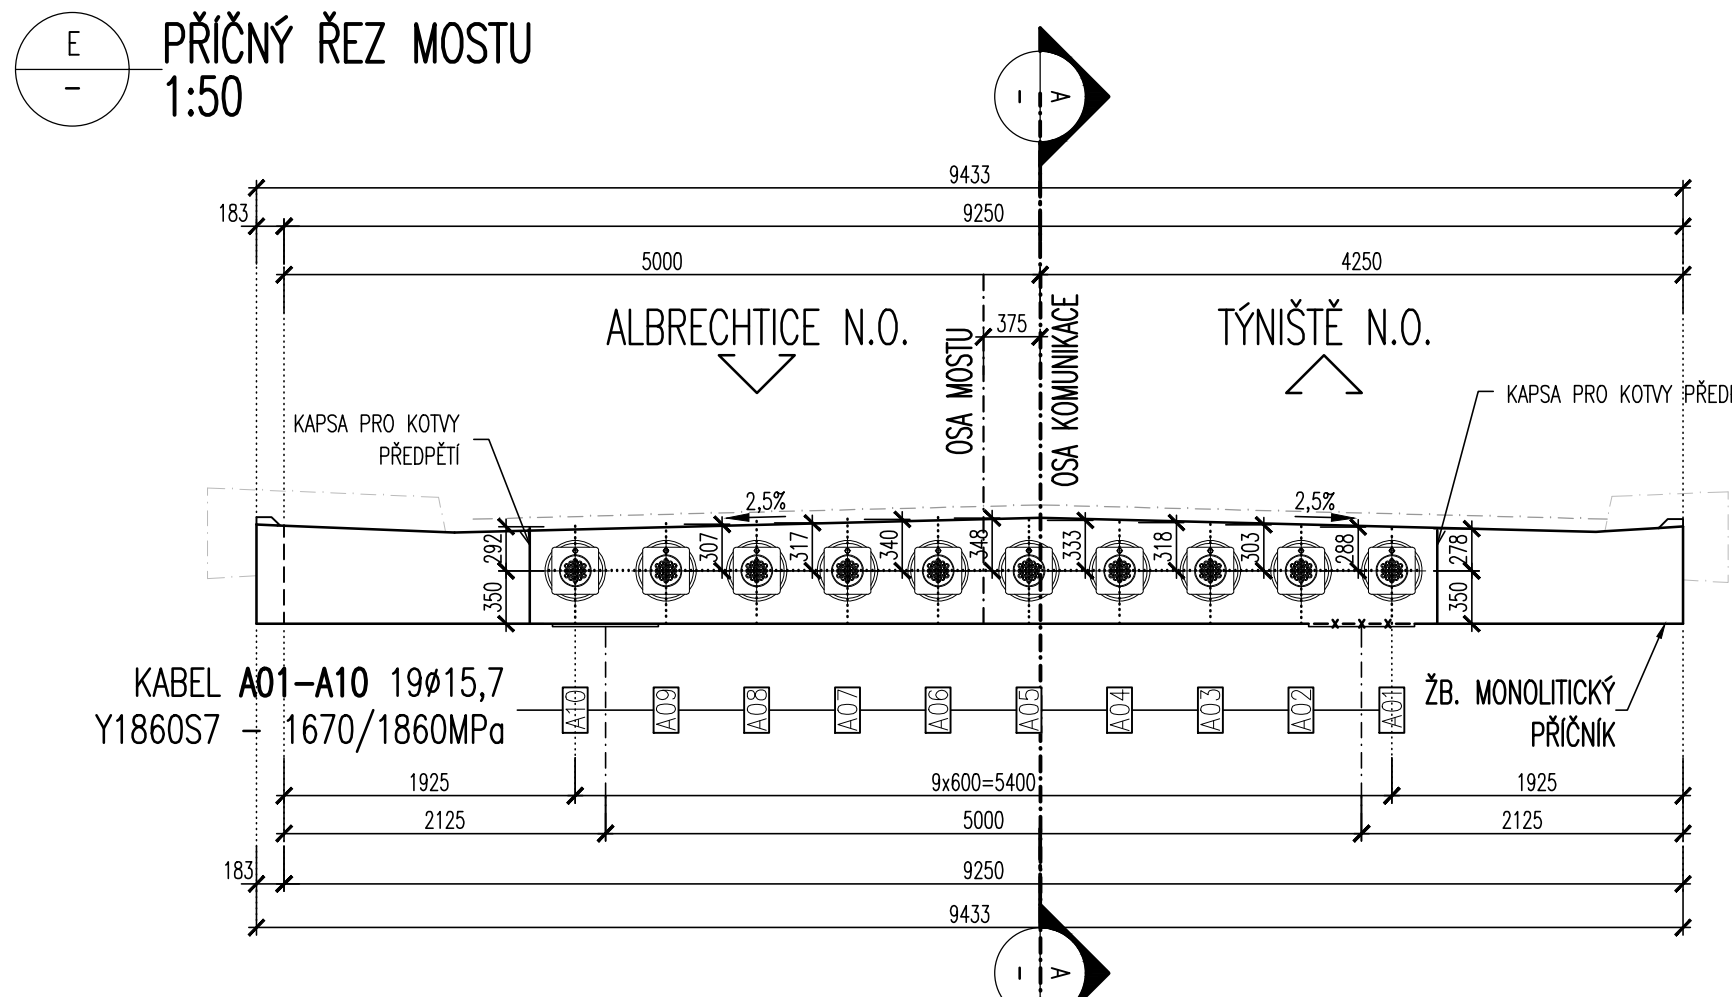 E
-
PŘÍČNÝ ŘEZ MOSTU
1:50
A
9433
183
9250
5000
4250
ALBRECHTICE N.O.
375
TÝNIŠTĚ N.O.
OSA MOSTU
OSA KOMUNIKACE
KAPSA PRO KOTVY
PŘEDPĚTÍ
KAPSA PRO KOTVY PŘEDP
2,5%
2,5%
292
307
317
340
348
333
318
303
288
278
350
350
KABEL A01-A10 19ø15,7
Y1860S7 - 1670/1860MPa
A10
A09
A08
A07
A06
A05
A04
A03
A02
A01
ŽB. MONOLITICKÝ
PŘÍČNÍK
1925
9x600=5400
1925
2125
5000
2125
183
9250
9433
A